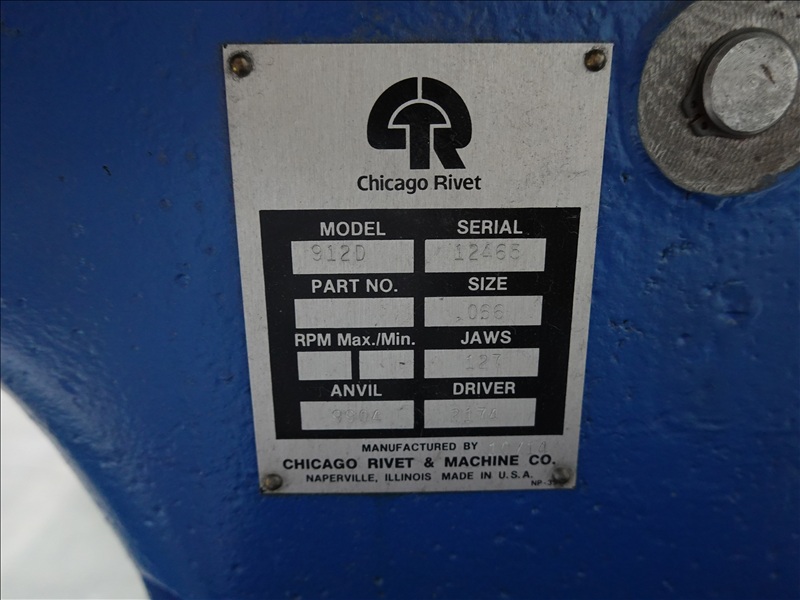 Chicago Rivet
MODEL SERIAL
912D 12465
PART NO. SIZE
RPM Max./Min. JAWS
127
ANVIL DRIVER
MANUFACTURED BY
CHICAGO RIVET & MACHINE CO.
NAPERVILLE, ILLINOIS MADE IN U.S.A.